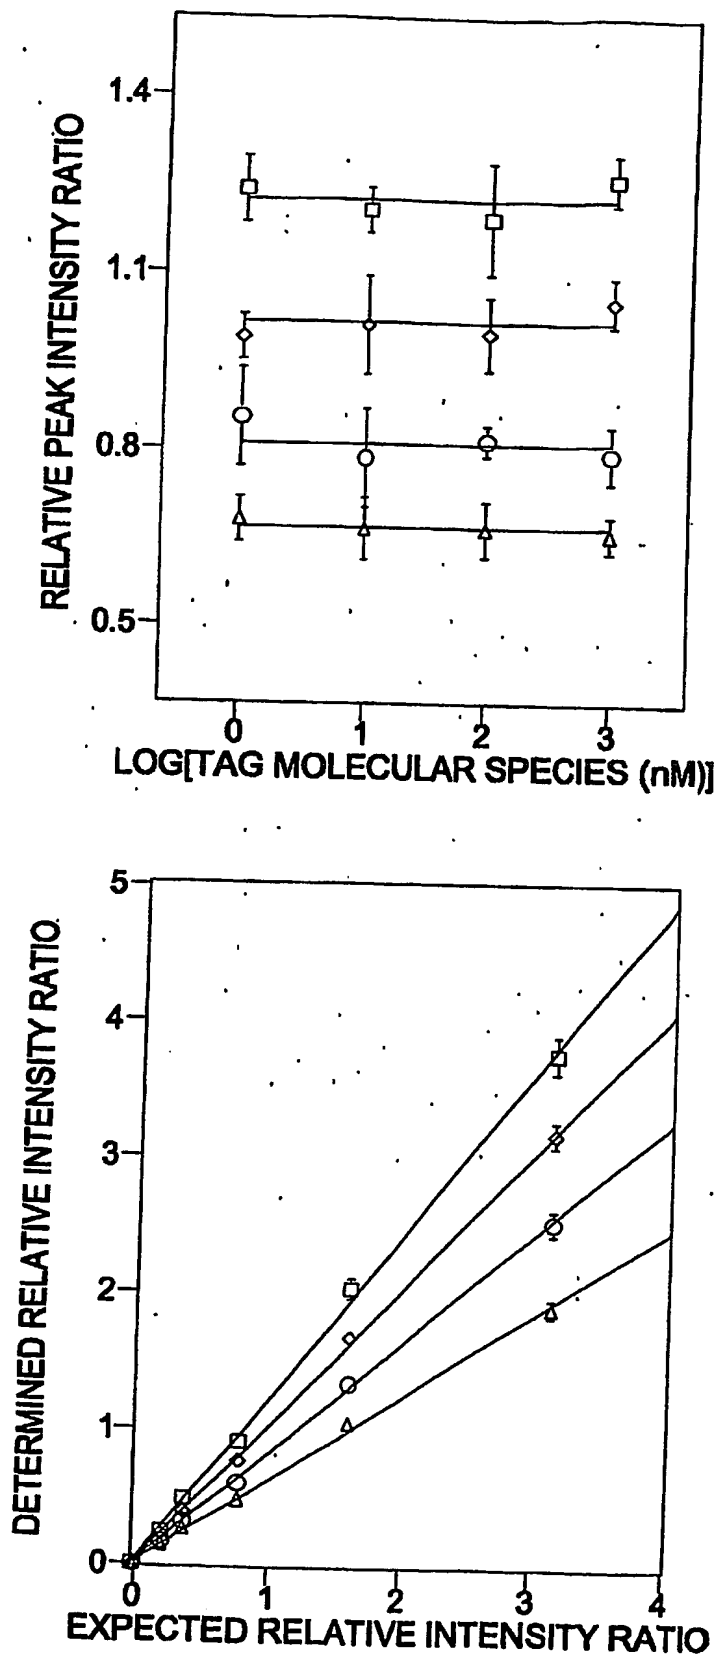 RELATIVE PEAK INTENSITY RATIO
1.4
1.1
0.8
0.5
0 1 2 3
LOG[TAG MOLECULAR SPECIES (nM)]
DETERMINED RELATIVE INTENSITY RATIO
5
4
3
2
1
0
0 1 2 3 4
EXPECTED RELATIVE INTENSITY RATIO